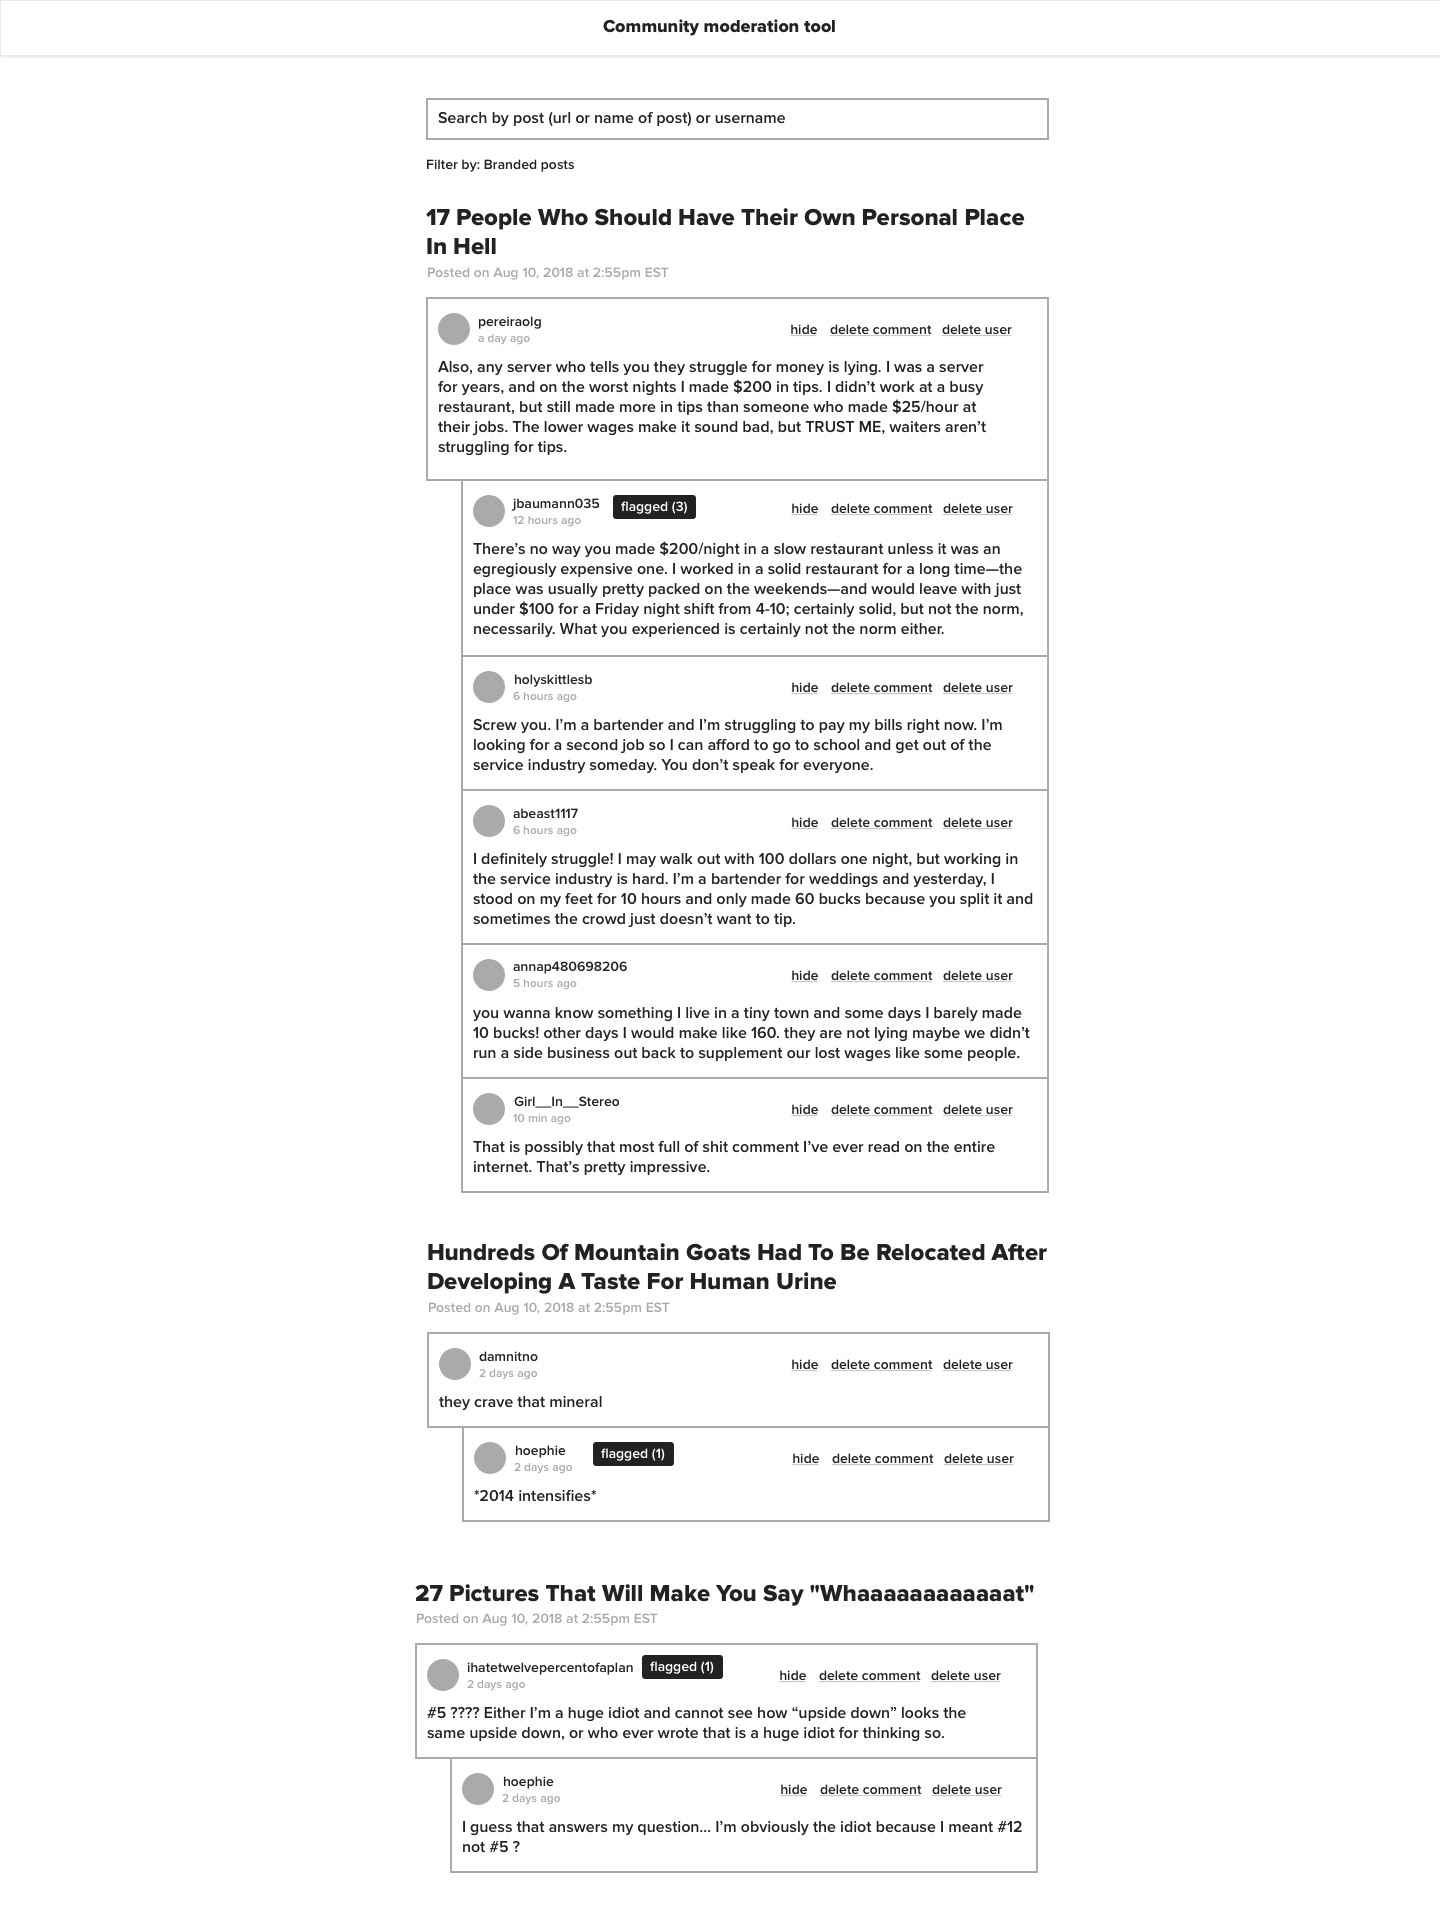 Community moderation tool
Search by post (url or name of post) or username
Filter by: Branded posts
17 People Who Should Have Their Own Personal Place
In Hell
Posted on Aug 10, 2018 at 2:55pm EST
pereiraolg
a day ago
hide delete comment delete user
Also, any server who tells you they struggle for money is lying. I was a server
for years, and on the worst nights I made $200 in tips. I didn’t work at a busy
restaurant, but still made more in tips than someone who made $25/hour at
their jobs. The lower wages make it sound bad, but TRUST ME, waiters aren’t
struggling for tips.
jbaumann035 flagged (3)
12 hours ago
hide delete comment delete user
There’s no way you made $200/night in a slow restaurant unless it was an
egregiously expensive one. I worked in a solid restaurant for a long time—the
place was usually pretty packed on the weekends—and would leave with just
under $100 for a Friday night shift from 4-10; certainly solid, but not the norm,
necessarily. What you experienced is certainly not the norm either.
holyskittlesb
6 hours ago
hide delete comment delete user
Screw you. I’m a bartender and I’m struggling to pay my bills right now. I’m
looking for a second job so I can afford to go to school and get out of the
service industry someday. You don’t speak for everyone.
abeast1117
6 hours ago
hide delete comment delete user
I definitely struggle! I may walk out with 100 dollars one night, but working in
the service industry is hard. I’m a bartender for weddings and yesterday, I
stood on my feet for 10 hours and only made 60 bucks because you split it and
sometimes the crowd just doesn’t want to tip.
annap480698206
5 hours ago
hide delete comment delete user
you wanna know something I live in a tiny town and some days I barely made
10 bucks! other days I would make like 160. they are not lying maybe we didn’t
run a side business out back to supplement our lost wages like some people.
Girl__In__Stereo
10 min ago
hide delete comment delete user
That is possibly that most full of shit comment I’ve ever read on the entire
internet. That’s pretty impressive.
Hundreds Of Mountain Goats Had To Be Relocated After
Developing A Taste For Human Urine
Posted on Aug 10, 2018 at 2:55pm EST
damnitno
2 days ago
hide delete comment delete user
they crave that mineral
hoephie flagged (1)
2 days ago
hide delete comment delete user
*2014 intensifies*
27 Pictures That Will Make You Say "Whaaaaaaaaaaaat"
Posted on Aug 10, 2018 at 2:55pm EST
ihatetwelvepercentofaplan flagged (1)
2 days ago
hide delete comment delete user
#5 ???? Either I’m a huge idiot and cannot see how “upside down” looks the
same upside down, or who ever wrote that is a huge idiot for thinking so.
hoephie
2 days ago
hide delete comment delete user
I guess that answers my question... I’m obviously the idiot because I meant #12
not #5 ?